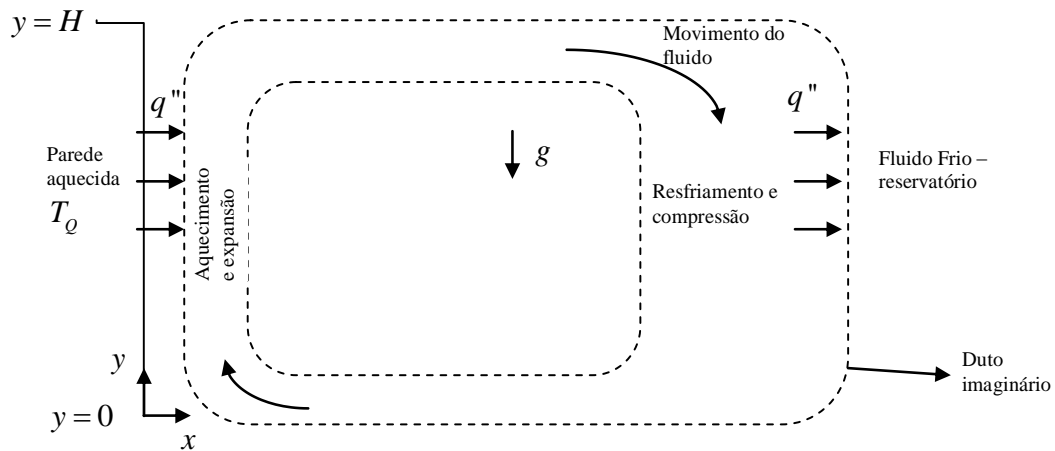 y = H
Movimento do
fluido
q"
q"
Parede
aquecida
T_Q
g
Aquecimento
e expansão
Resfriamento e
compressão
Fluido Frio –
reservatório
y
Duto
imaginário
y = 0
x